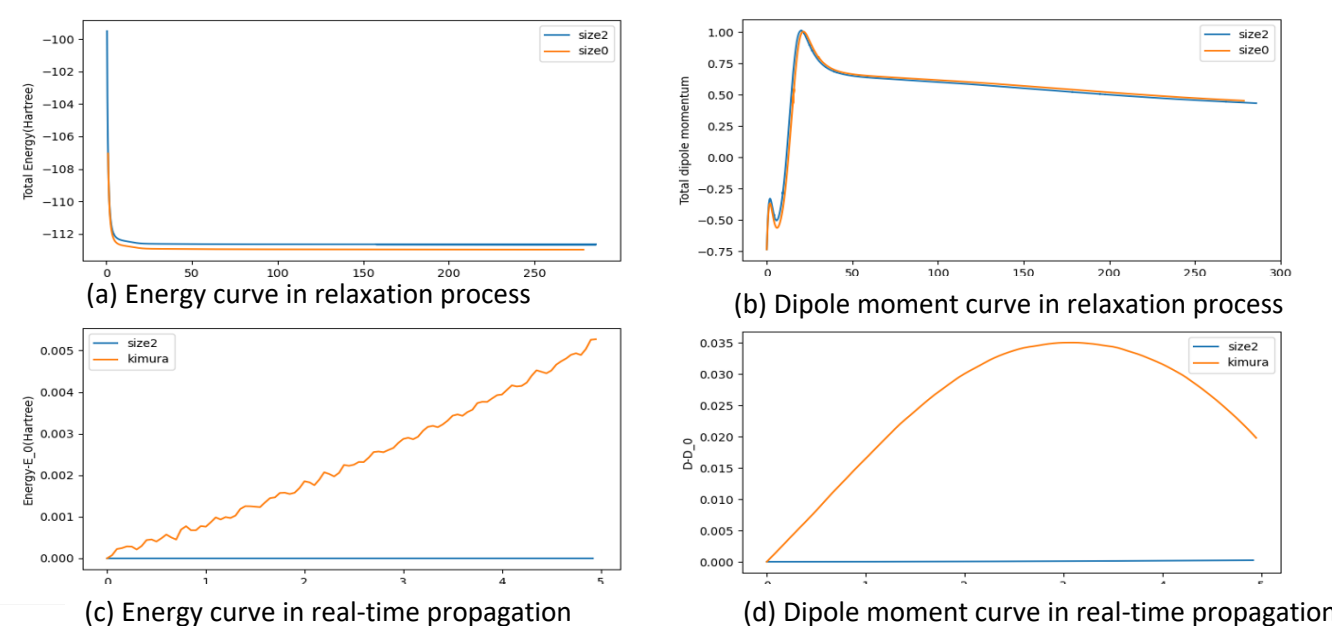 size2
size0
Total Energy(Hartree)
−100
−102
−104
−106
−108
−110
−112
0 50 100 150 200 250
(a) Energy curve in relaxation process
size2
size0
Total dipole momentum
1.00
0.75
0.50
0.25
0.00
−0.25
−0.50
−0.75
0 50 100 150 200 250 300
(b) Dipole moment curve in relaxation process
size2
kimura
Energy-E_0(Hartree)
0.005
0.004
0.003
0.002
0.001
0.000
0 1 2 3 4 5
(c) Energy curve in real-time propagation
size2
kimura
D-D_0
0.035
0.030
0.025
0.020
0.015
0.010
0.005
0.000
(d) Dipole moment curve in real-time propagation